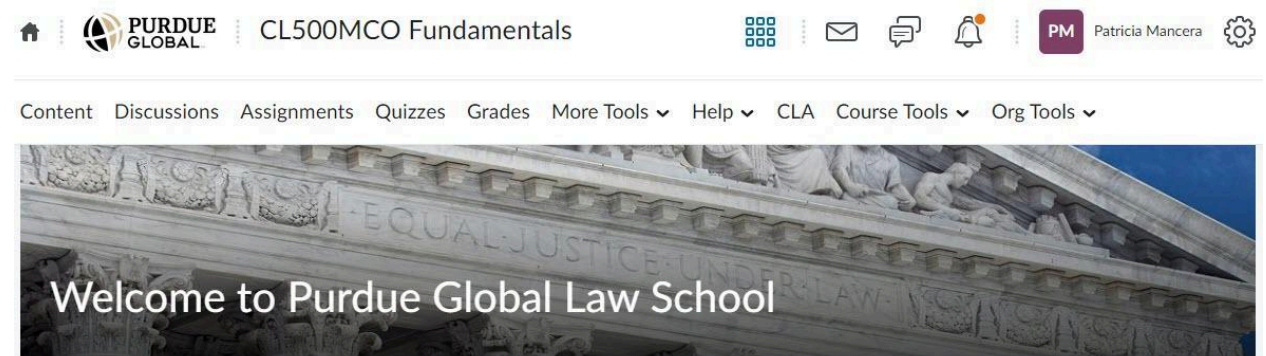 PURDUE
GLOBAL
CL500MCO Fundamentals
PM
Patricia Mancera
Content Discussions Assignments Quizzes Grades More Tools Help CLA Course Tools Org Tools
EQUAL·JUSTICE·UNDER·LAW
Welcome to Purdue Global Law School